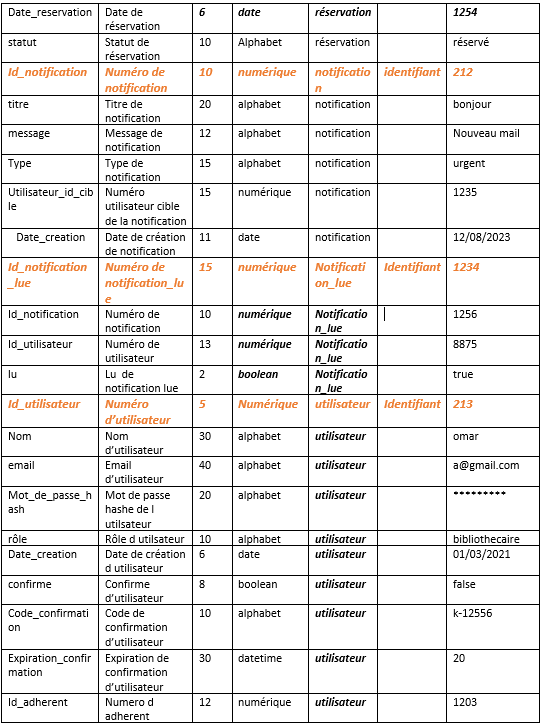 Date_reservation Date de réservation 6 date réservation 1254
statut Statut de réservation 10 Alphabet réservation réservé
Id_notification Numéro de notification 10 numérique notification identifiant 212
titre Titre de notification 20 alphabet notification bonjour
message Message de notification 12 alphabet notification Nouveau mail
Type Type de notification 15 alphabet notification urgent
Utilisateur_id_cible Numéro utilisateur cible de la notification 15 numérique notification 1235
Date_creation Date de création de notification 11 date notification 12/08/2023
Id_notification_lue Numéro de notification_lue 15 numérique Notification_lue Identifiant 1234
Id_notification Numéro de notification 10 numérique Notification_lue 1256
Id_utilisateur Numéro de utilisateur 13 numérique Notification_lue 8875
lu Lu de notification lue 2 boolean Notification_lue true
Id_utilisateur Numéro d’utilisateur 5 Numérique utilisateur Identifiant 213
Nom Nom d’utilisateur 30 alphabet utilisateur omar
email Email d’utilisateur 40 alphabet utilisateur a@gmail.com
Mot_de_passe_hash Mot de passe hashe de l utilsateur 20 alphabet utilisateur *********
rôle Rôle d utilsateur 10 alphabet utilisateur bibliothecaire
Date_creation Date de création d utilisateur 6 date utilisateur 01/03/2021
confirme Confirme d’utilisateur 8 boolean utilisateur false
Code_confirmation Code de confirmation d’utilisateur 10 alphabet utilisateur k-12556
Expiration_confirmation Expiration de confirmation d’utilisateur 30 datetime utilisateur 20
Id_adherent Numero d adherent 12 numérique utilisateur 1203